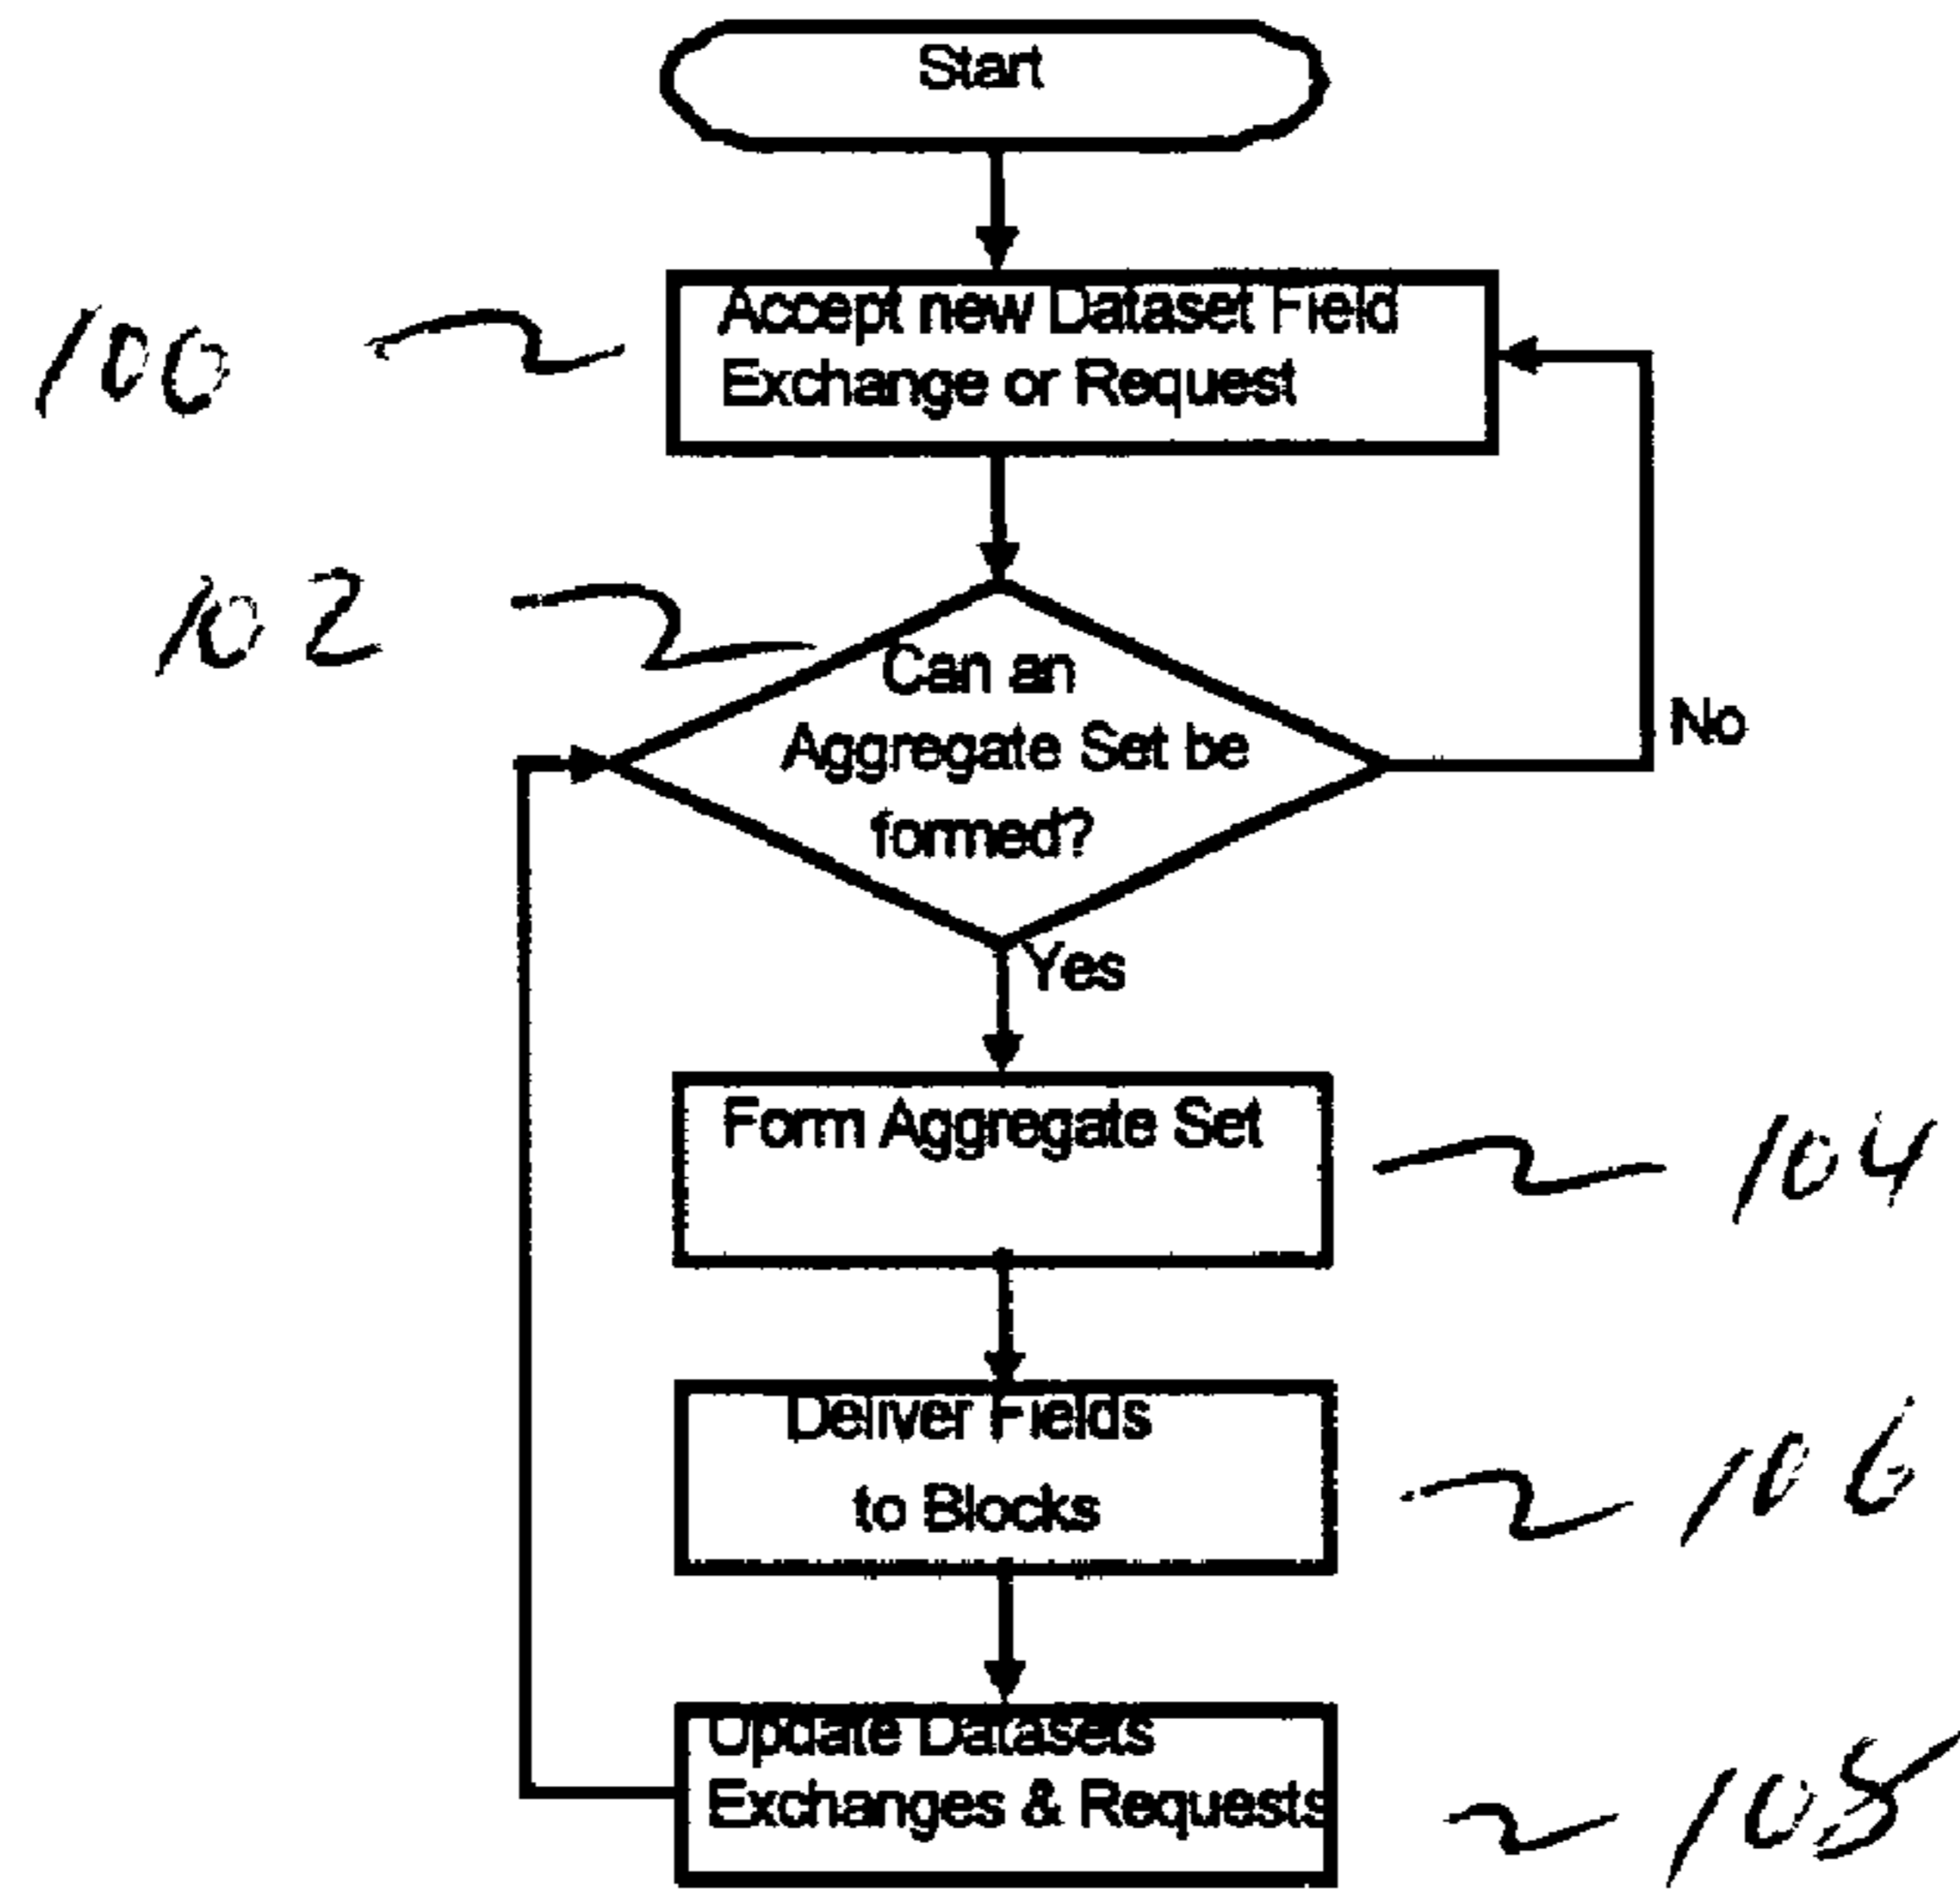 Start
100
Accept new Dataset Field
Exchange or Request
102
Can an
Aggregate Set be
formed?
No
Yes
Form Aggregate Set
104
Deliver Fields
to Blocks
106
Update Datasets
Exchanges & Requests
108